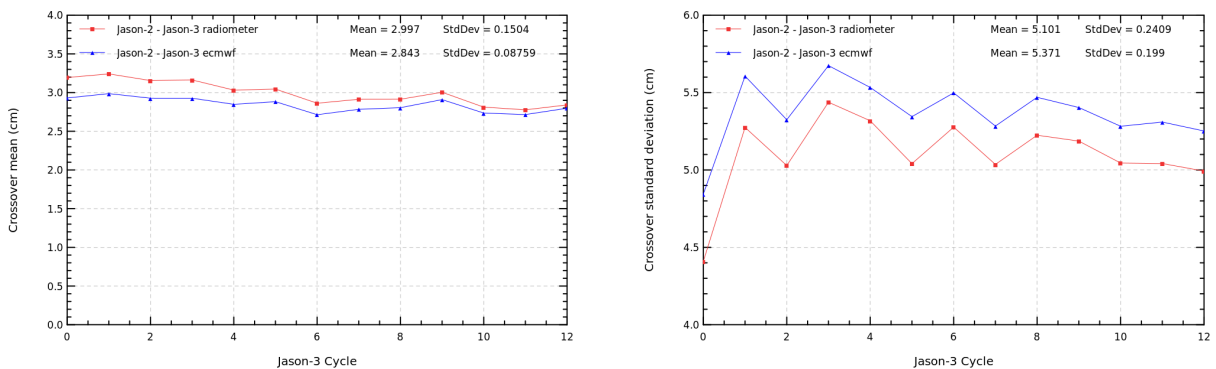 4.0
3.5
3.0
2.5
2.0
1.5
1.0
0.5
0.0
Crossover mean (cm)
Jason-2 - Jason-3 radiometer Mean = 2.997 StdDev = 0.1504
Jason-2 - Jason-3 ecmwf Mean = 2.843 StdDev = 0.08759
0 2 4 6 8 10 12
Jason-3 Cycle
6.0
5.5
5.0
4.5
4.0
Crossover standard deviation (cm)
Jason-2 - Jason-3 radiometer Mean = 5.101 StdDev = 0.2409
Jason-2 - Jason-3 ecmwf Mean = 5.371 StdDev = 0.199
0 2 4 6 8 10 12
Jason-3 Cycle